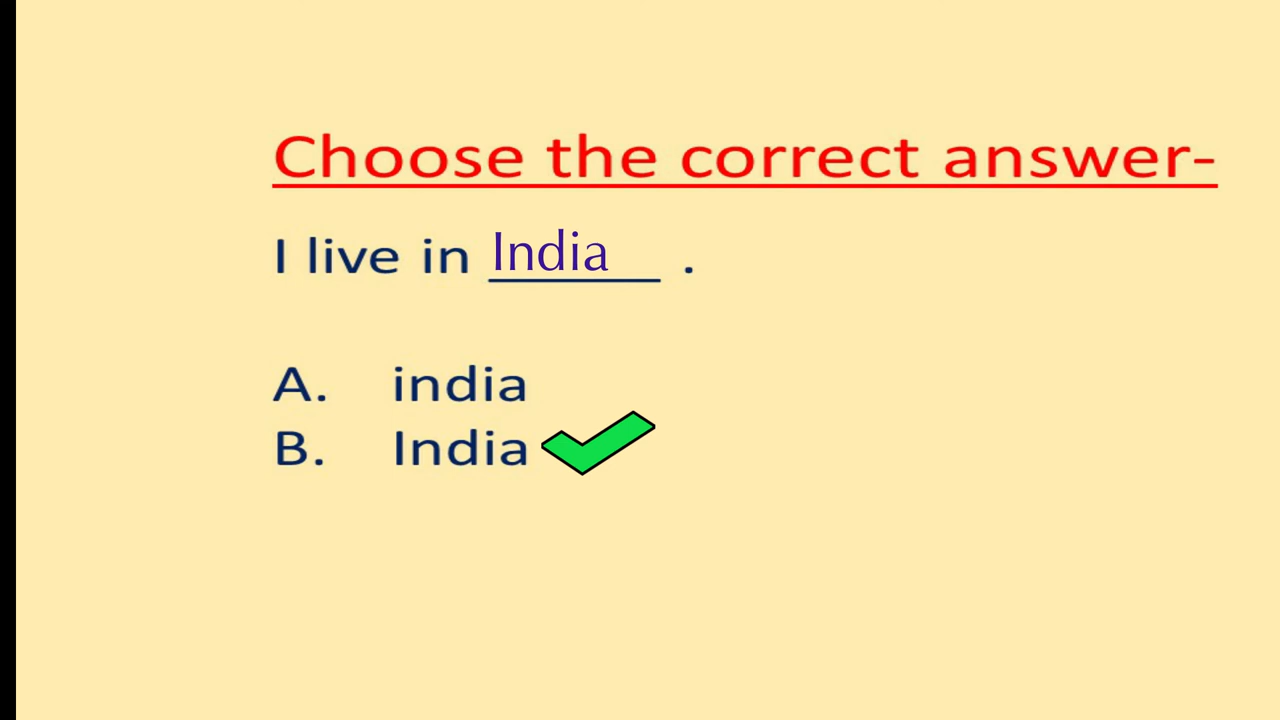 Choose the correct answer-
I live in India .
A. india
B. India